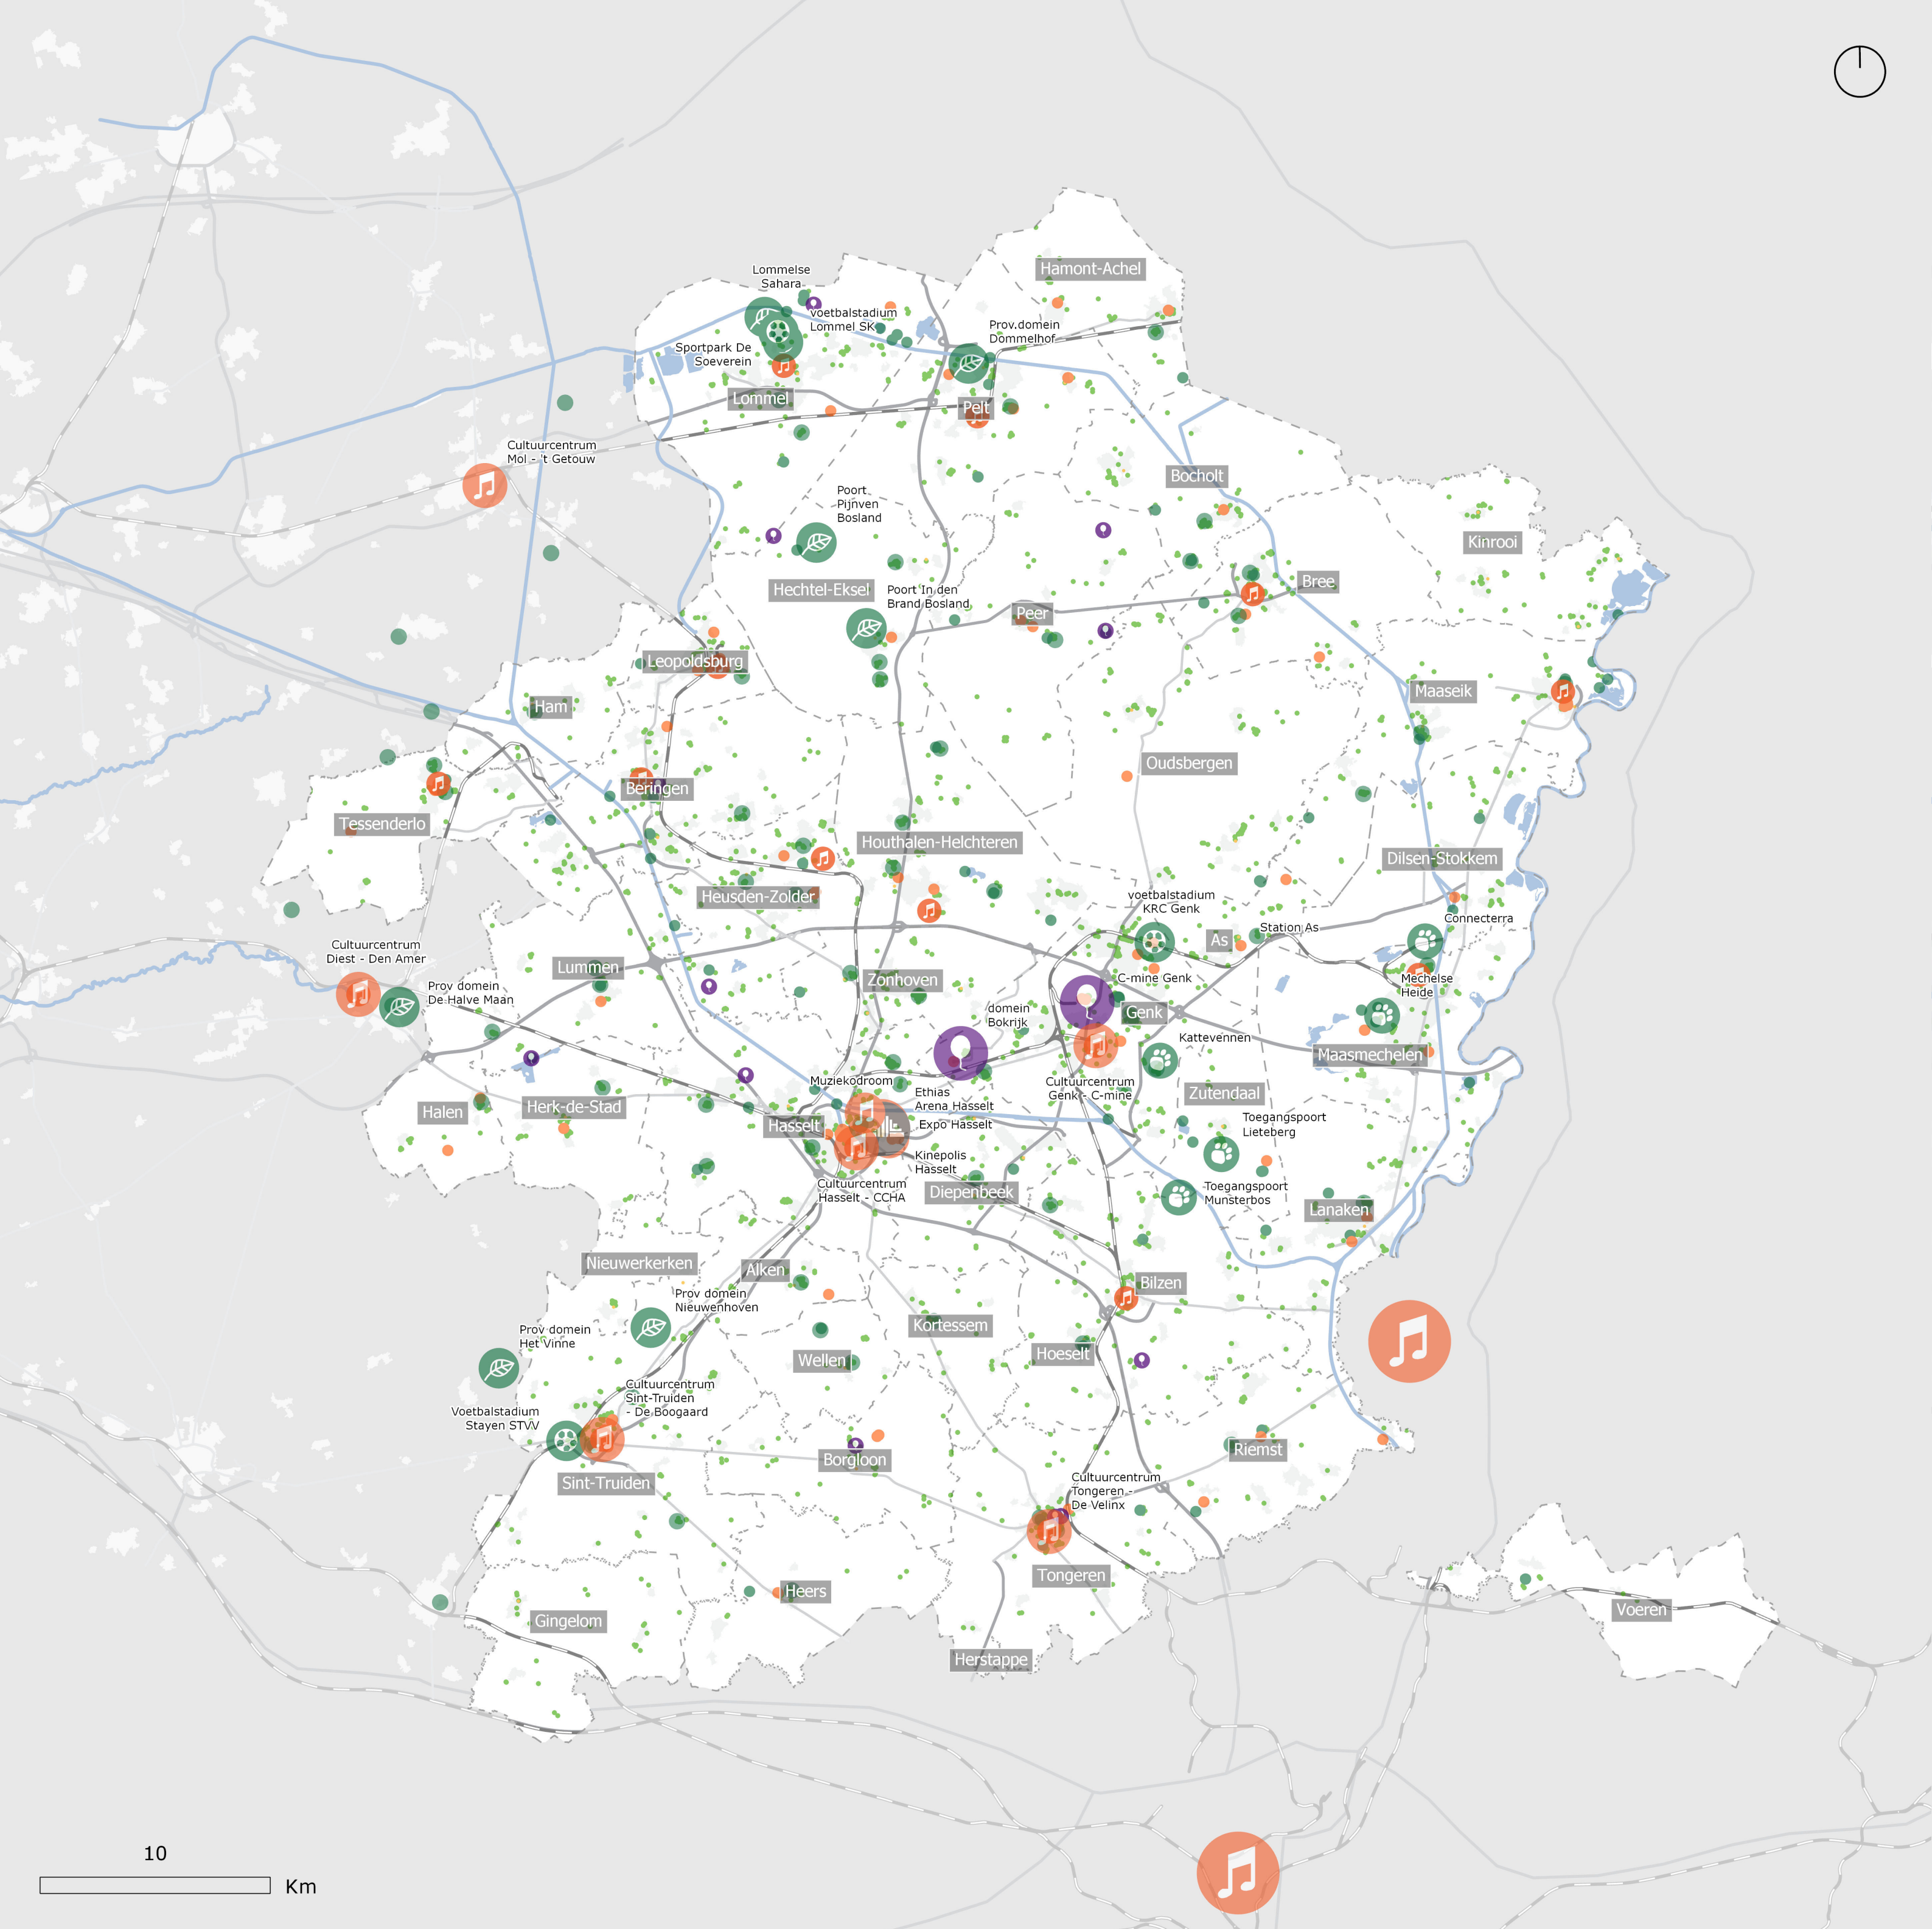 Hamont-Achel
Lommelse
Sahara
voetbalstadium
Lommel SK
Prov.domein
Dommelhof
Sportpark De
Soeverein
Lommel
Pelt
Cultuurcentrum
Mol - 't Getouw
Bocholt
Poort
Pijnven
Bosland
Kinrooi
Hechtel-Eksel
Poort In den
Brand Bosland
Bree
Peer
Leopoldsburg
Maaseik
Ham
Oudsbergen
Beringen
Tessenderlo
Houthalen-Helchteren
Dilsen-Stokkem
Heusden-Zolder
voetbalstadium
KRC Genk
Connecterra
Station As
As
Cultuurcentrum
Diest - Den Amer
Lummen
Zonhoven
C-mine Genk
Mechelse
Heide
Prov domein
De Halve Maan
domein
Bokrijk
Genk
Kattevennen
Maasmechelen
Muziekodroom
Cultuurcentrum
Genk - C-mine
Zutendaal
Ethias
Arena Hasselt
Halen
Herk-de-Stad
Hasselt
Expo Hasselt
Toegangspoort
Lieteberg
Kinepolis
Hasselt
Cultuurcentrum
Hasselt - CCHA
Diepenbeek
Toegangspoort
Munsterbos
Lanaken
Nieuwerkerken
Alken
Bilzen
Prov domein
Nieuwenhoven
Kortessem
Prov domein
Het Vinne
Wellen
Hoeselt
Cultuurcentrum
Sint-Truiden
- De Boogaard
Voetbalstadium
Stayen STVV
Borgloon
Riemst
Sint-Truiden
Cultuurcentrum
Tongeren -
De Velinx
Tongeren
Heers
Gingelom
Voeren
Herstappe
10
Km